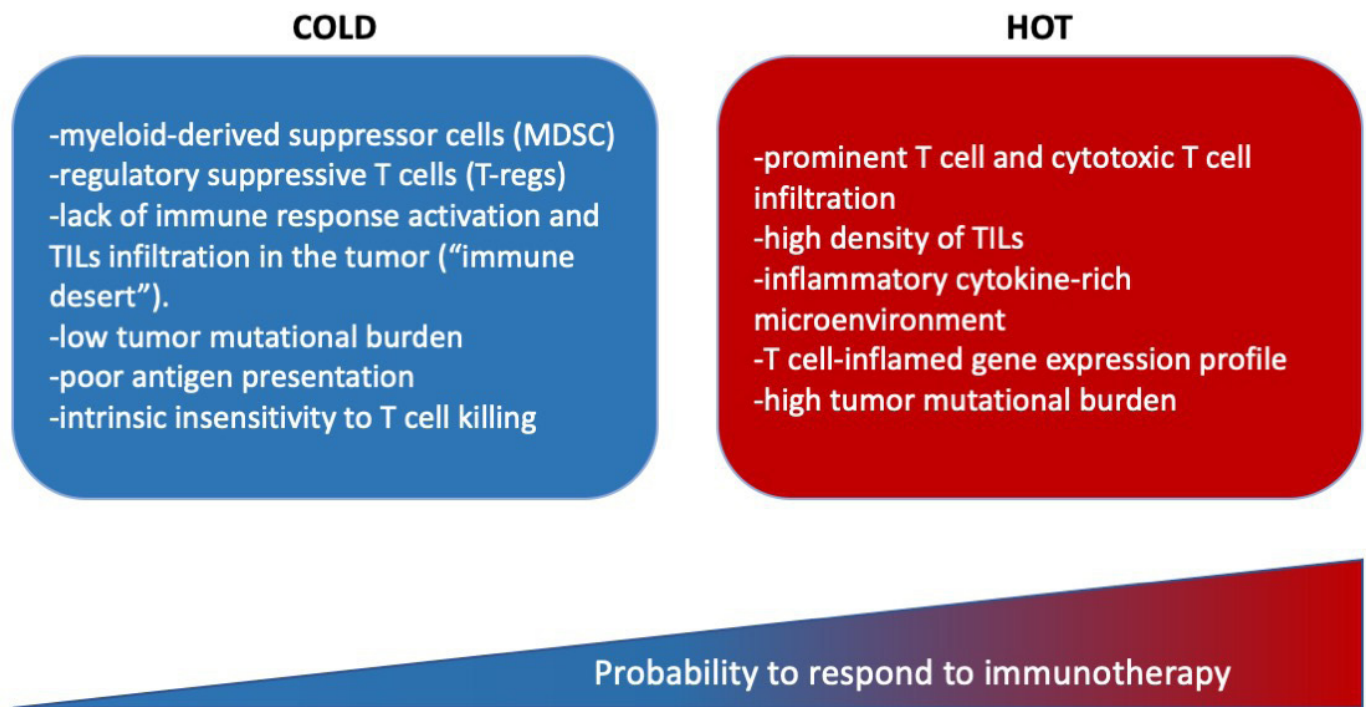 COLD
-myeloid-derived suppressor cells (MDSC)
-regulatory suppressive T cells (T-regs)
-lack of immune response activation and
TILs infiltration in the tumor (“immune
desert”).
-low tumor mutational burden
-poor antigen presentation
-intrinsic insensitivity to T cell killing
HOT
-prominent T cell and cytotoxic T cell
infiltration
-high density of TILs
-inflammatory cytokine-rich
microenvironment
-T cell-inflamed gene expression profile
-high tumor mutational burden
Probability to respond to immunotherapy